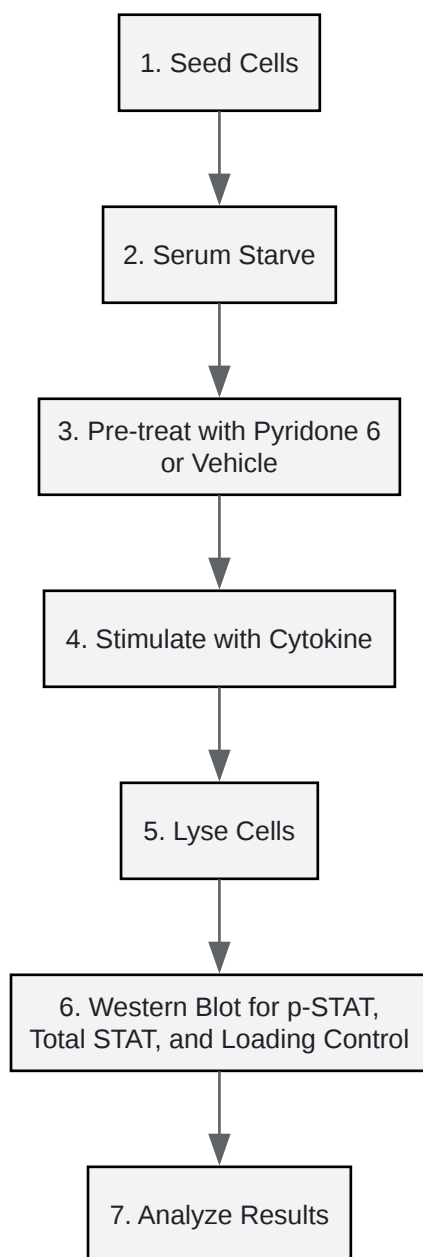 1. Seed Cells
2. Serum Starve
3. Pre-treat with Pyridone 6
or Vehicle
4. Stimulate with Cytokine
5. Lyse Cells
6. Western Blot for p-STAT,
Total STAT, and Loading Control
7. Analyze Results